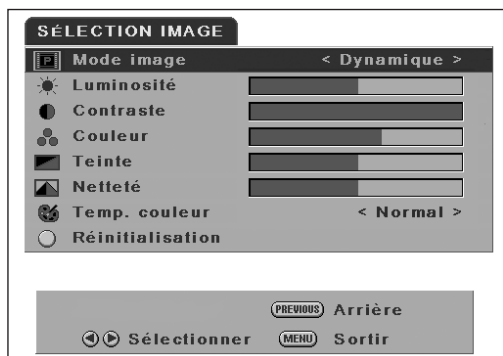 SÉLECTION IMAGE
P Mode image < Dynamique >
Luminosité
Contraste
Couleur
Teinte
Netteté
Temp. couleur < Normal >
Réinitialisation
PREVIOUS Arrière
Sélectionner MENU Sortir